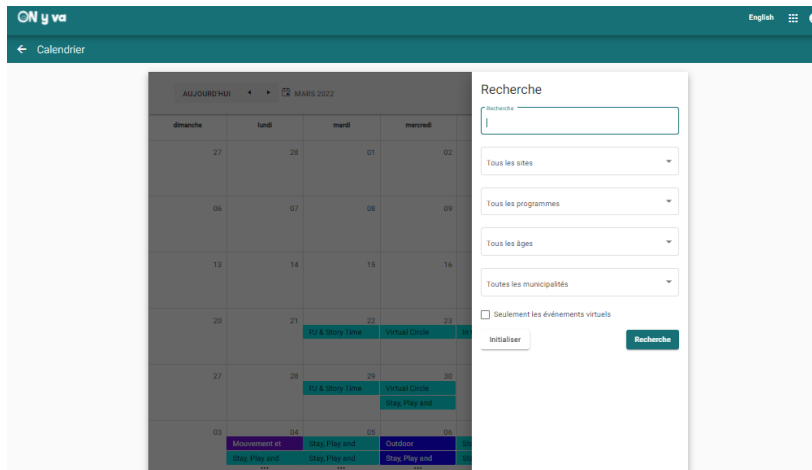 ON y va
English
Calendrier
AUJOURD'HUI
MARS 2022
Recherche
Recherche
dimanche lundi mardi mercredi
Tous les sites
27 28 01 02
Tous les programmes
06 07 08 09
Tous les âges
13 14 15 16
Toutes les municipalités
Seulement les événements virtuels
20 21 22 23
PJ & Story Time Virtual Circle
Initialiser Recherche
27 28 29 30
PJ & Story Time Virtual Circle
Stay, Play and
03 04 05 06
Mouvement et Stay, Play and Outdoor
Stay, Play and Stay, Play and Stay, Play and